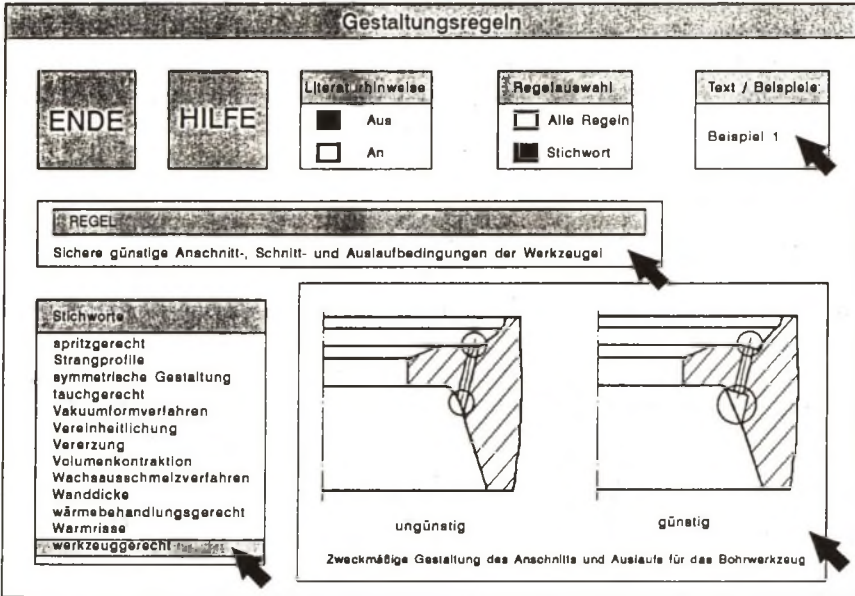 Gestaltungsregeln
ENDE
HILFE
Literaturhinweise
Aus
An
Regelauswahl
Alle Regeln
Stichwort
Text / Beispiele:
Beispiel 1
REGEL
Sichere günstige Anschnitt-, Schnitt- und Auslaufbedingungen der Werkzeuge!
Stichworte
spritzgerecht
Strangprofile
symmetrische Gestaltung
tauchgerecht
Vakuumformverfahren
Vereinheitlichung
Vererzung
Volumenkontraktion
Wachsausschmelzverfahren
Wanddicke
wärmebehandlungsgerecht
Warmrisse
werkzeuggerecht
ungünstig
günstig
Zweckmäßige Gestaltung des Anschnitts und Auslaufs für das Bohrwerkzeug